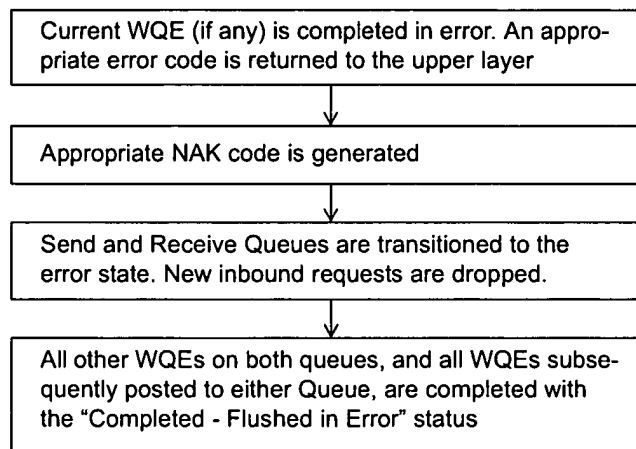 Current WQE (if any) is completed in error. An appro-
priate error code is returned to the upper layer
Appropriate NAK code is generated
Send and Receive Queues are transitioned to the
error state. New inbound requests are dropped.
All other WQEs on both queues, and all WQEs subse-
quently posted to either Queue, are completed with
the “Completed - Flushed in Error” status